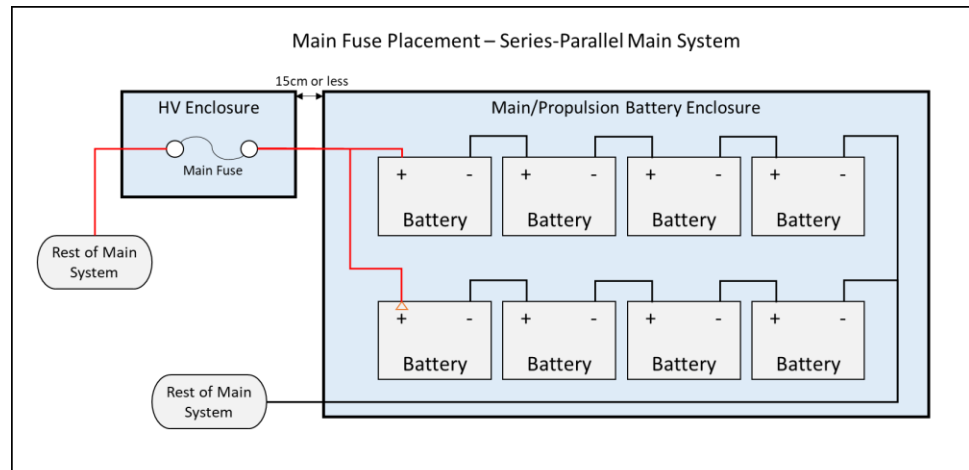 Main Fuse Placement – Series-Parallel Main System
15cm or less
HV Enclosure
Main Fuse
Main/Propulsion Battery Enclosure
+ - + - + - + -
Battery Battery Battery Battery
Rest of Main
System
+ - + - + - + -
Battery Battery Battery Battery
Rest of Main
System